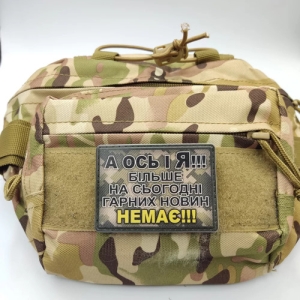 А ОСЬ І Я!!!
БІЛЬШЕ
НА СЬОГОДНІ
ГАРНИХ НОВИН
НЕМАЄ!!!